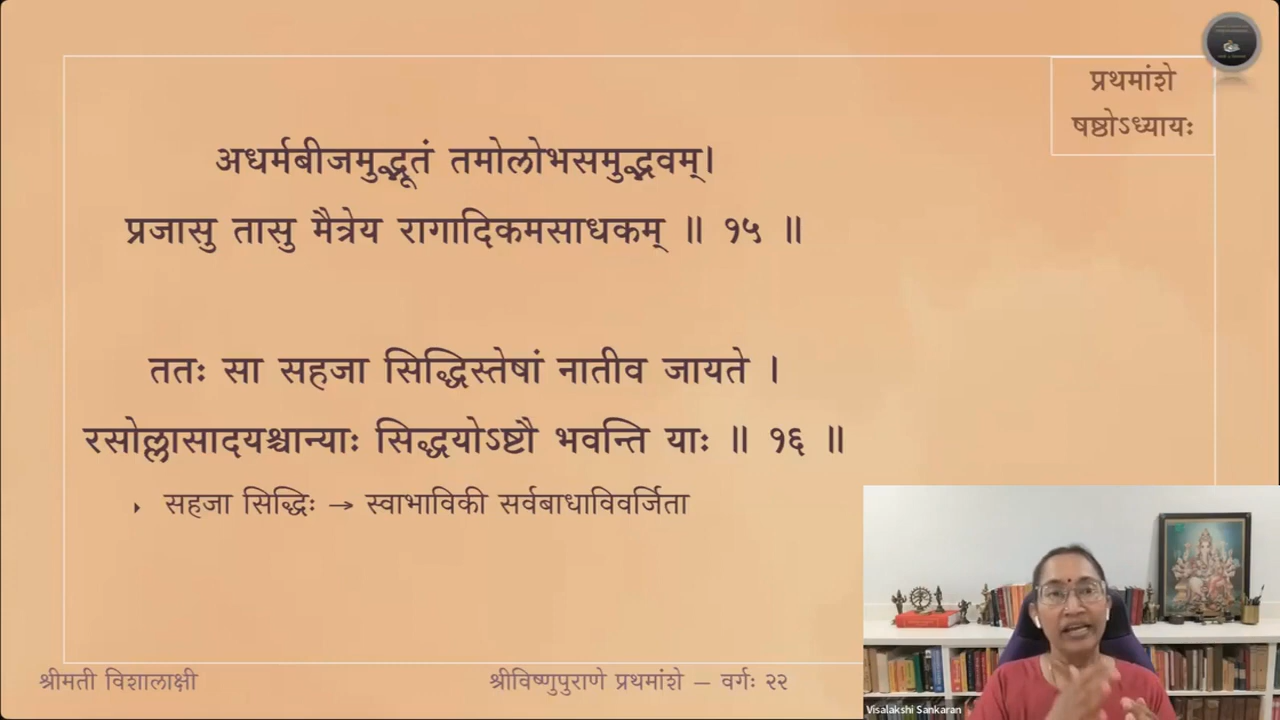 प्रथमांशे
षष्ठोऽध्यायः
अधर्मबीजमुद्भूतं तमोलोभसमुद्भवम्।
प्रजासु तासु मैत्रेय रागादिकमसाधकम् ॥ १५ ॥
ततः सा सहजा सिद्धिस्तेषां नातीव जायते ।
रसोल्लासादयश्चान्याः सिद्धयोऽष्टौ भवन्ति याः ॥ १६ ॥
सहजा सिद्धिः → स्वाभाविकी सर्वबाधाविवर्जिता
श्रीमती विशालाक्षी
श्रीविष्णुपुराणे प्रथमांशे – वर्गः २२
Visalakshi Sankaran